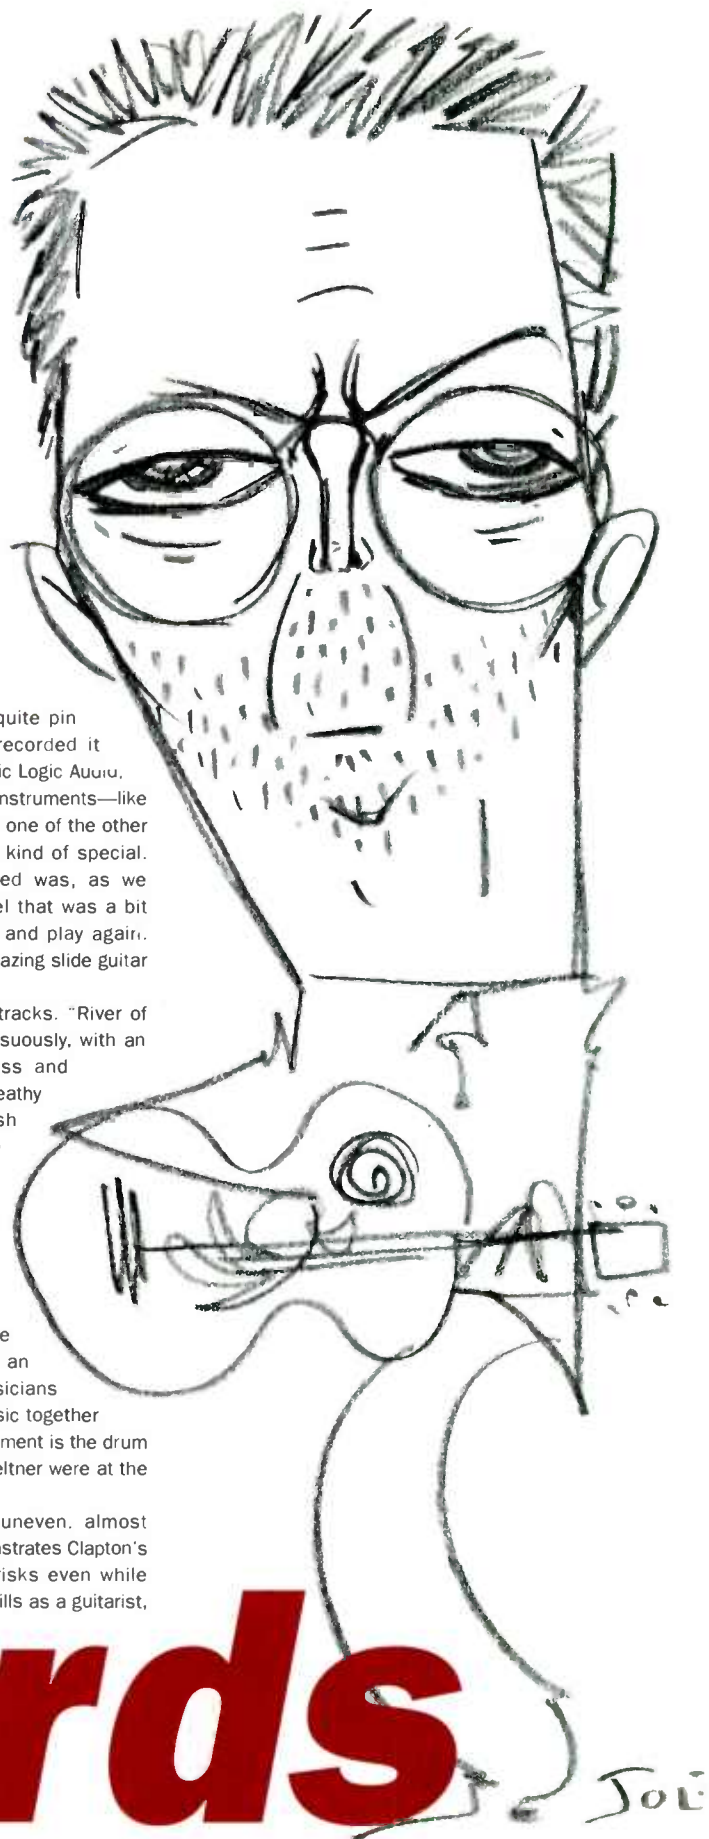 quite pin
recorded it
ic Logic Audio,
nstruments—like
one of the other
kind of special.
ed was, as we
el that was a bit
and play again.
azing slide guitar
tracks. "River of
suously, with an
ss and
eathy
sh
e
an
sicians
sic together
ment is the drum
eltner were at the
uneven, almost
nstrates Clapton's
risks even while
ills as a guitarist,
rds